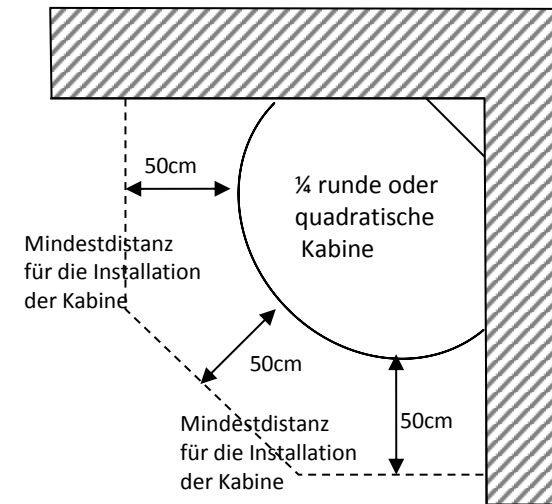 50cm
¼ runde oder
quadratische
Kabine
Mindestdistanz
für die Installation
der Kabine
50cm
50cm
Mindestdistanz
für die Installation
der Kabine